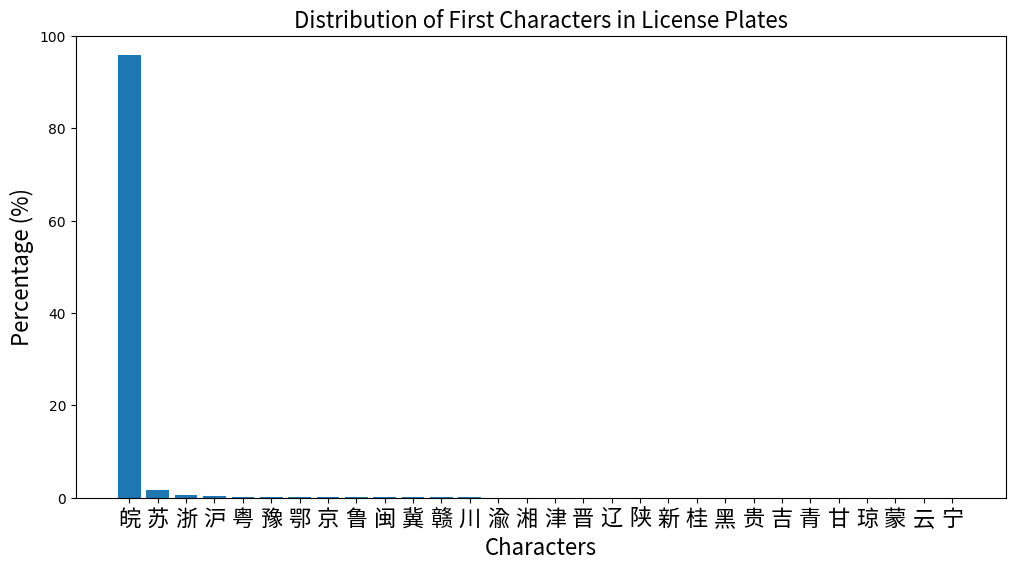 Distribution of First Characters in License Plates
100
80
60
40
20
0
Percentage (%)
皖 苏 浙 沪 粤 豫 鄂 京 鲁 闽 冀 赣 川 渝 湘 津 晋 辽 陕 新 桂 黑 贵 吉 青 甘 琼 蒙 云 宁
Characters